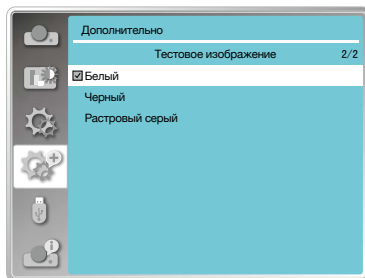 Дополнительно
Тестовое изображение 2/2
Белый
Черный
Растровый серый